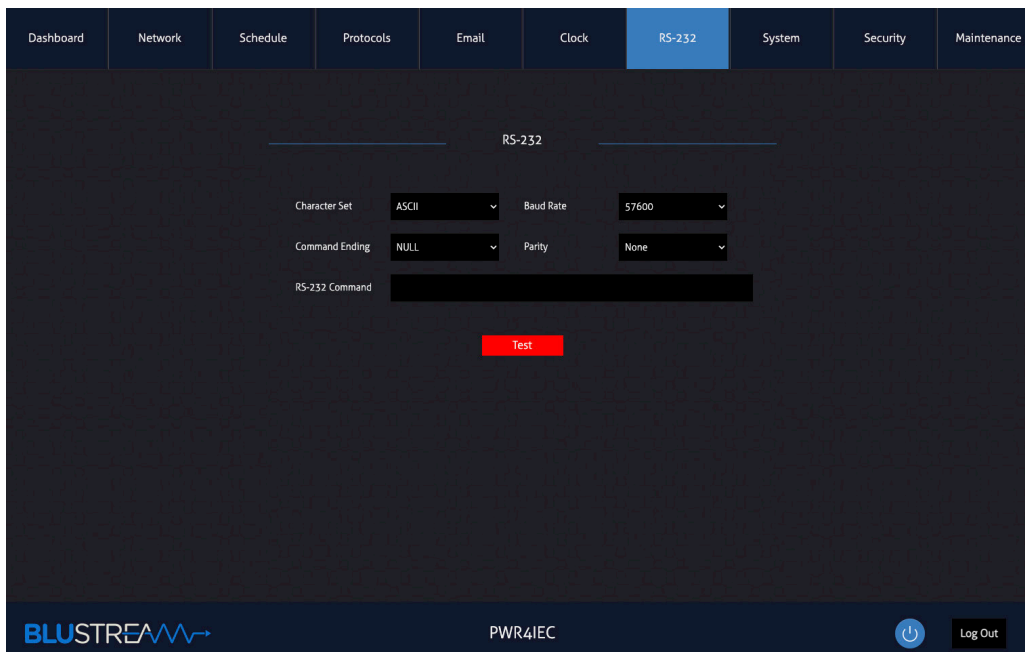 Dashboard Network Schedule Protocols Email Clock RS-232 System Security Maintenance
RS-232
Character Set ASCII Baud Rate 57600
Command Ending NULL Parity None
RS-232 Command
Test
BLUSTREAM PWR4IEC Log Out